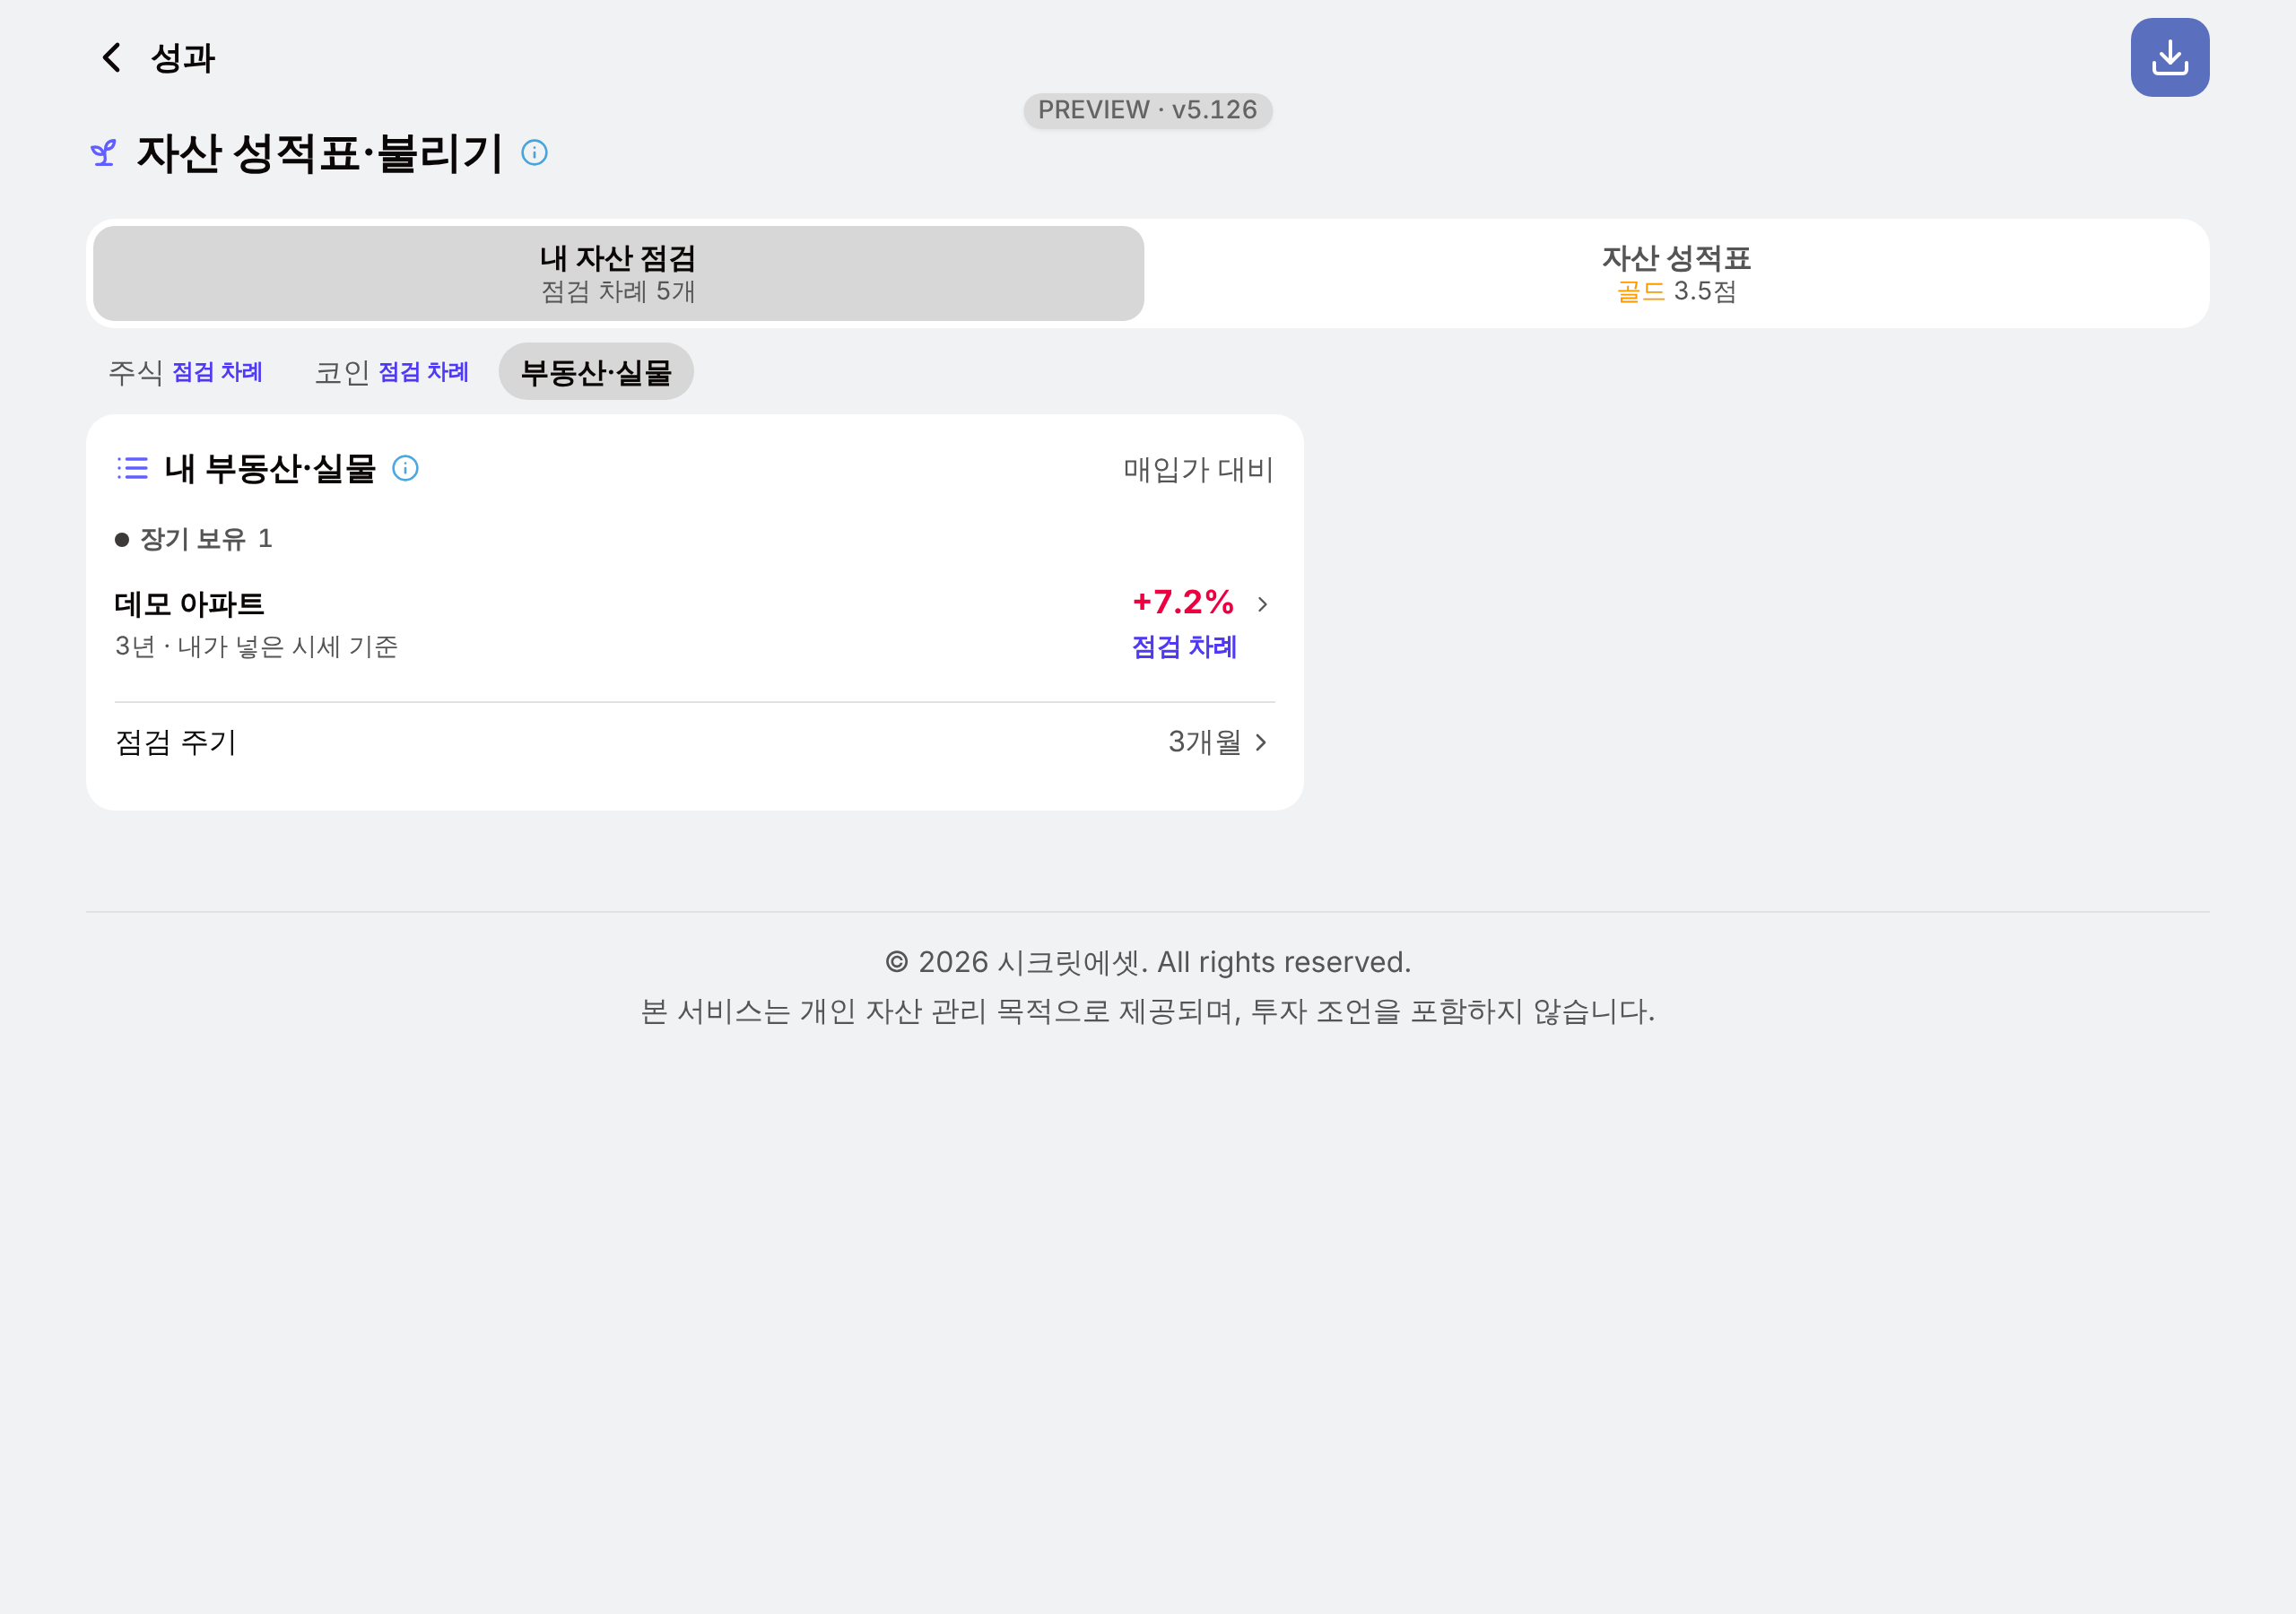 성과
PREVIEW · v5.126
자산 성적표·불리기
내 자산 점검
점검 차례 5개
자산 성적표
골드 3.5점
주식 점검 차례
코인 점검 차례
부동산·실물
내 부동산·실물
매입가 대비
장기 보유 1
데모 아파트
+7.2%
3년 · 내가 넣은 시세 기준
점검 차례
점검 주기
3개월
© 2026 시크릿에셋. All rights reserved.
본 서비스는 개인 자산 관리 목적으로 제공되며, 투자 조언을 포함하지 않습니다.